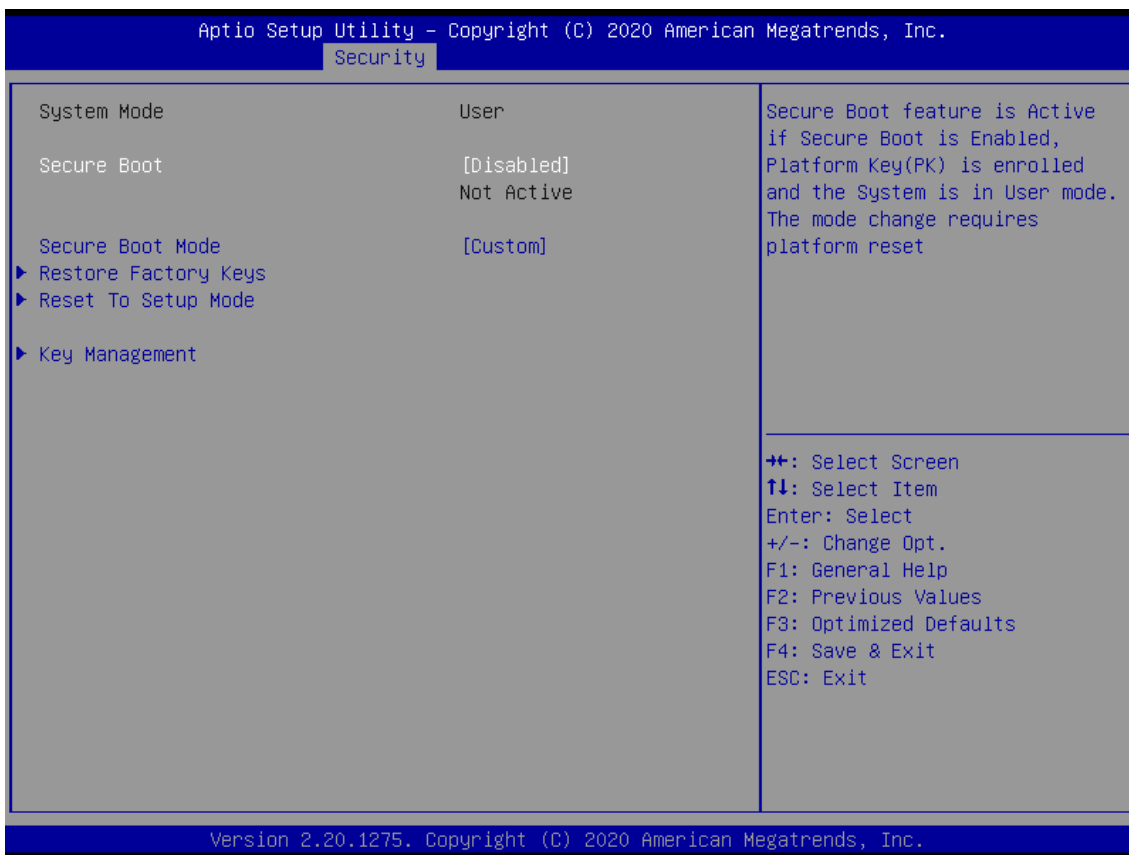 Aptio Setup Utility – Copyright (C) 2020 American Megatrends, Inc.
Security
System Mode User
Secure Boot [Disabled]
Not Active
Secure Boot Mode [Custom]
▶ Restore Factory Keys
▶ Reset To Setup Mode
▶ Key Management
Secure Boot feature is Active
if Secure Boot is Enabled,
Platform Key(PK) is enrolled
and the System is in User mode.
The mode change requires
platform reset
→←: Select Screen
↑↓: Select Item
Enter: Select
+/-: Change Opt.
F1: General Help
F2: Previous Values
F3: Optimized Defaults
F4: Save & Exit
ESC: Exit
Version 2.20.1275. Copyright (C) 2020 American Megatrends, Inc.